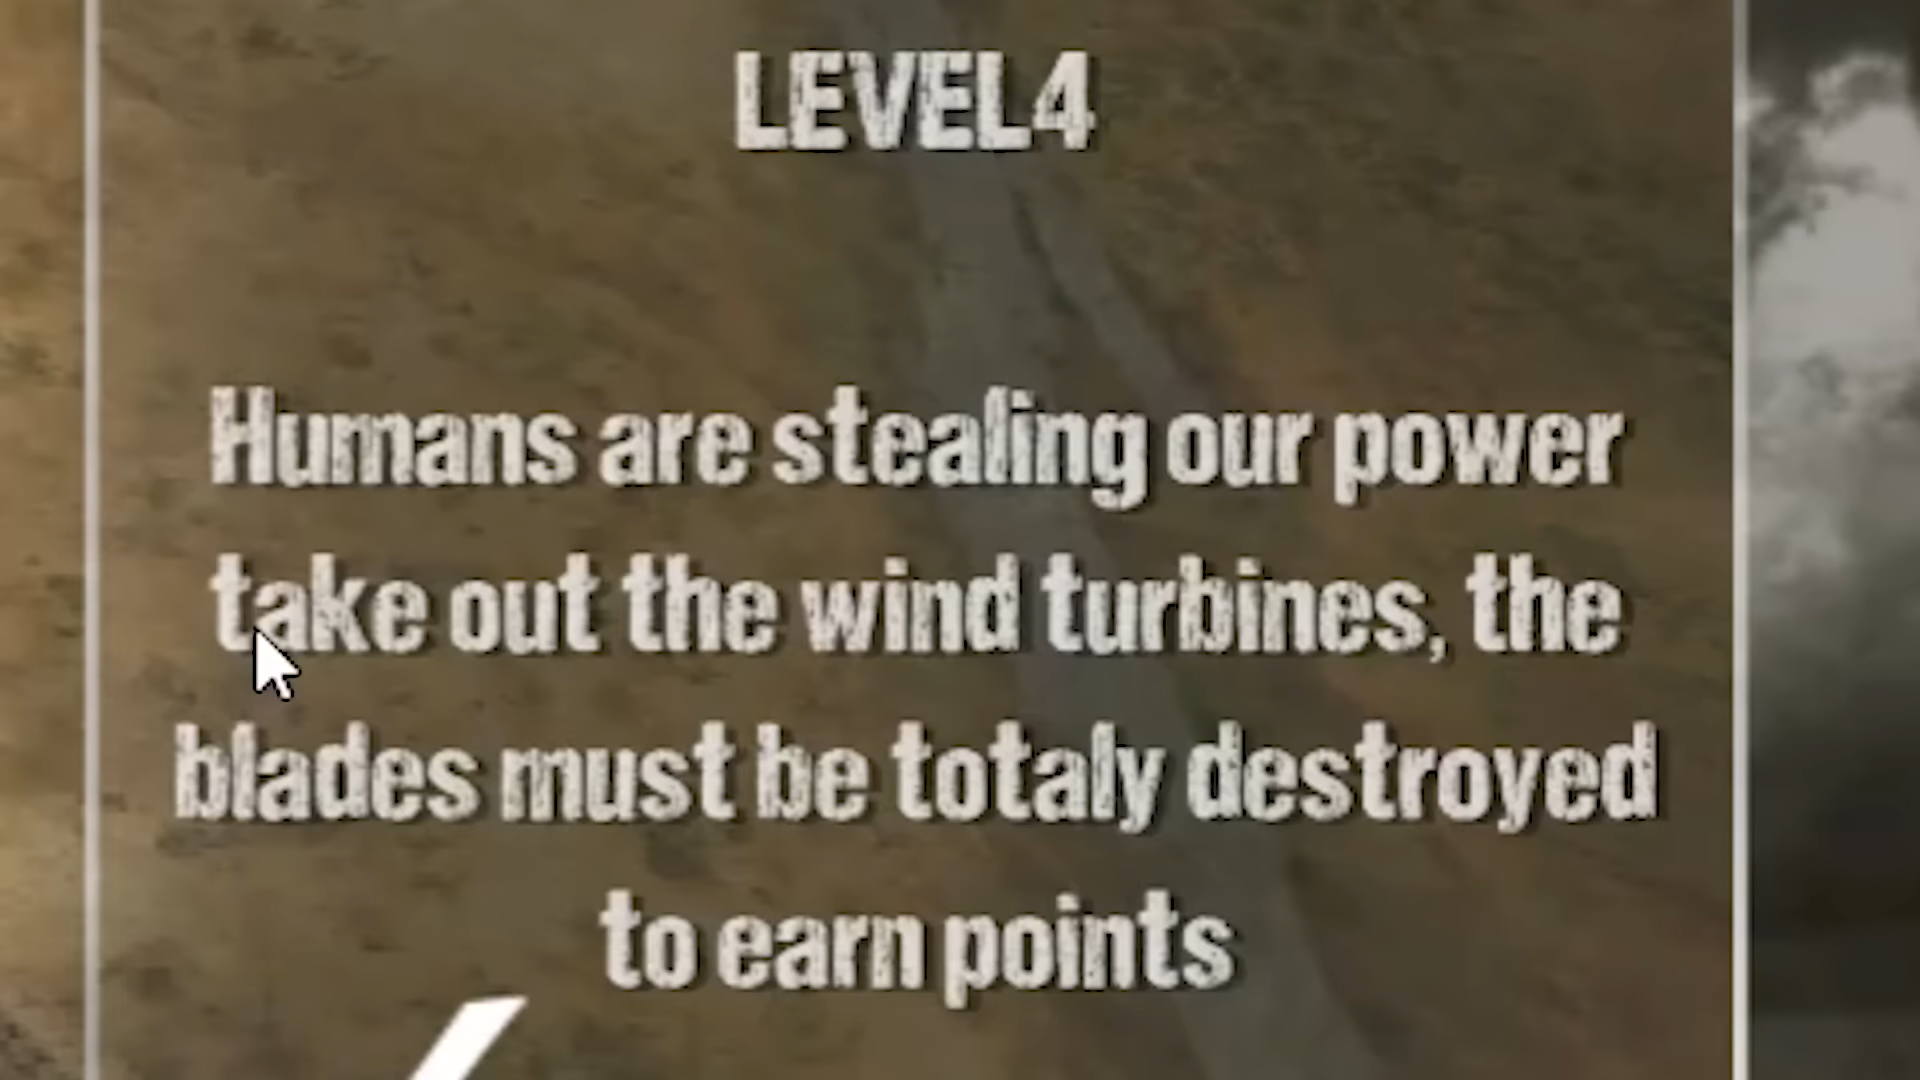 LEVEL4
Humans are stealing our power
take out the wind turbines, the
blades must be totaly destroyed
to earn points